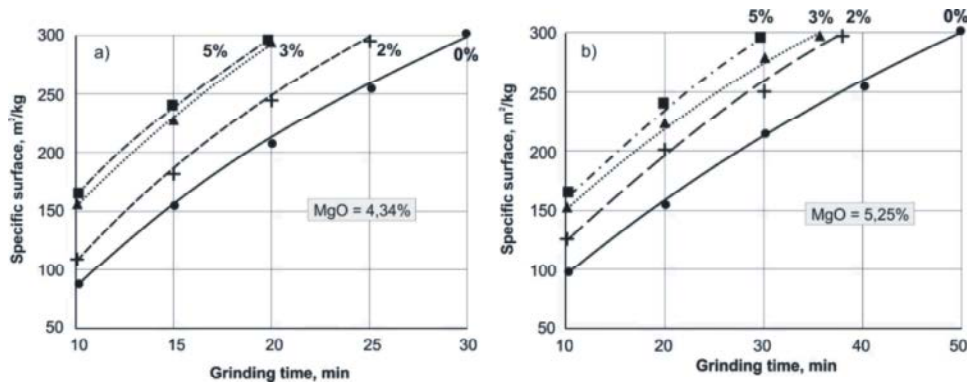 a)
5% 3% 2% 0%
300
250
200
150
100
50
10 15 20 25 30
Specific surface, m²/kg
MgO = 4,34%
Grinding time, min
b)
5% 3% 2% 0%
300
250
200
150
100
50
10 20 30 40 50
Specific surface, m²/kg
MgO = 5,25%
Grinding time, min